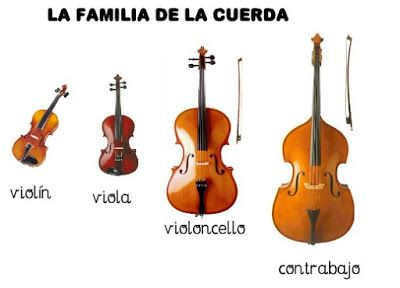 LA FAMILIA DE LA CUERDA
violín
viola
violoncello
contrabajo